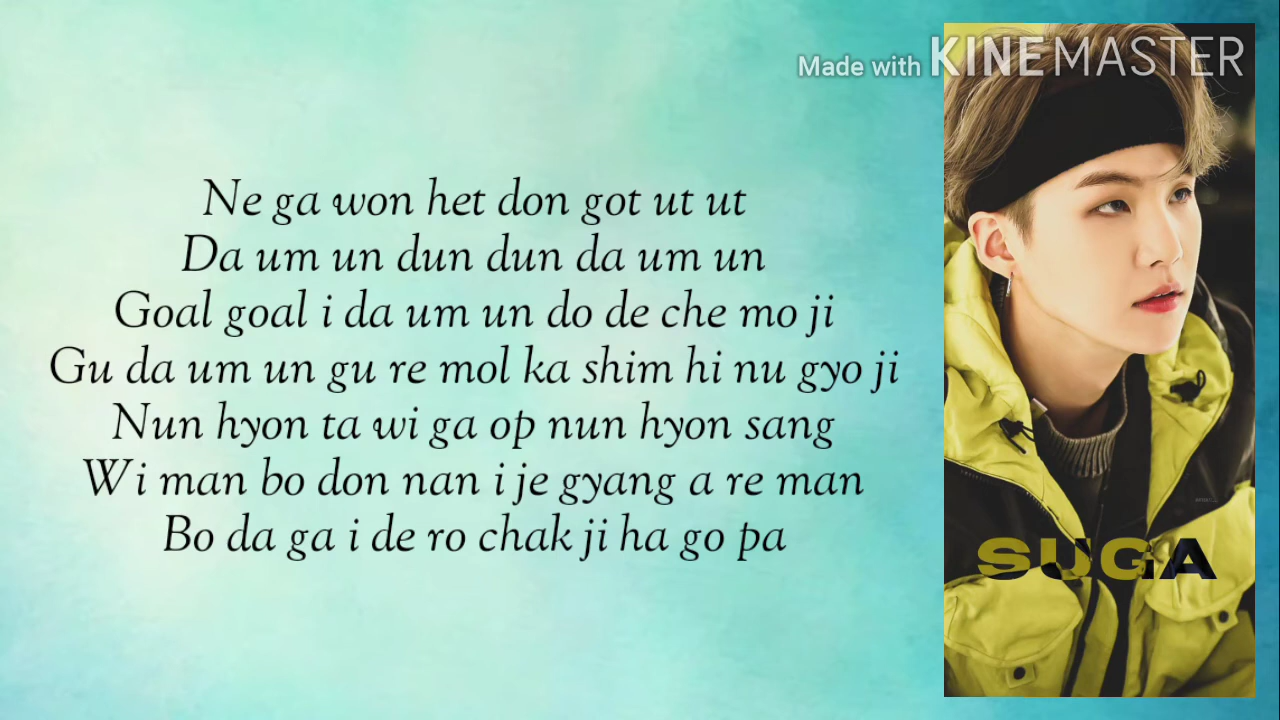 Made with KINEMASTER
Ne ga won het don got ut ut
Da um un dun dun da um un
Goal goal i da um un do de che mo ji
Gu da um un gu re mol ka shim hi nu gyo ji
Nun hyon ta wi ga op nun hyon sang
Wi man bo don nan i je gyang a re man
Bo da ga i de ro chak ji ha go pa
SUGA